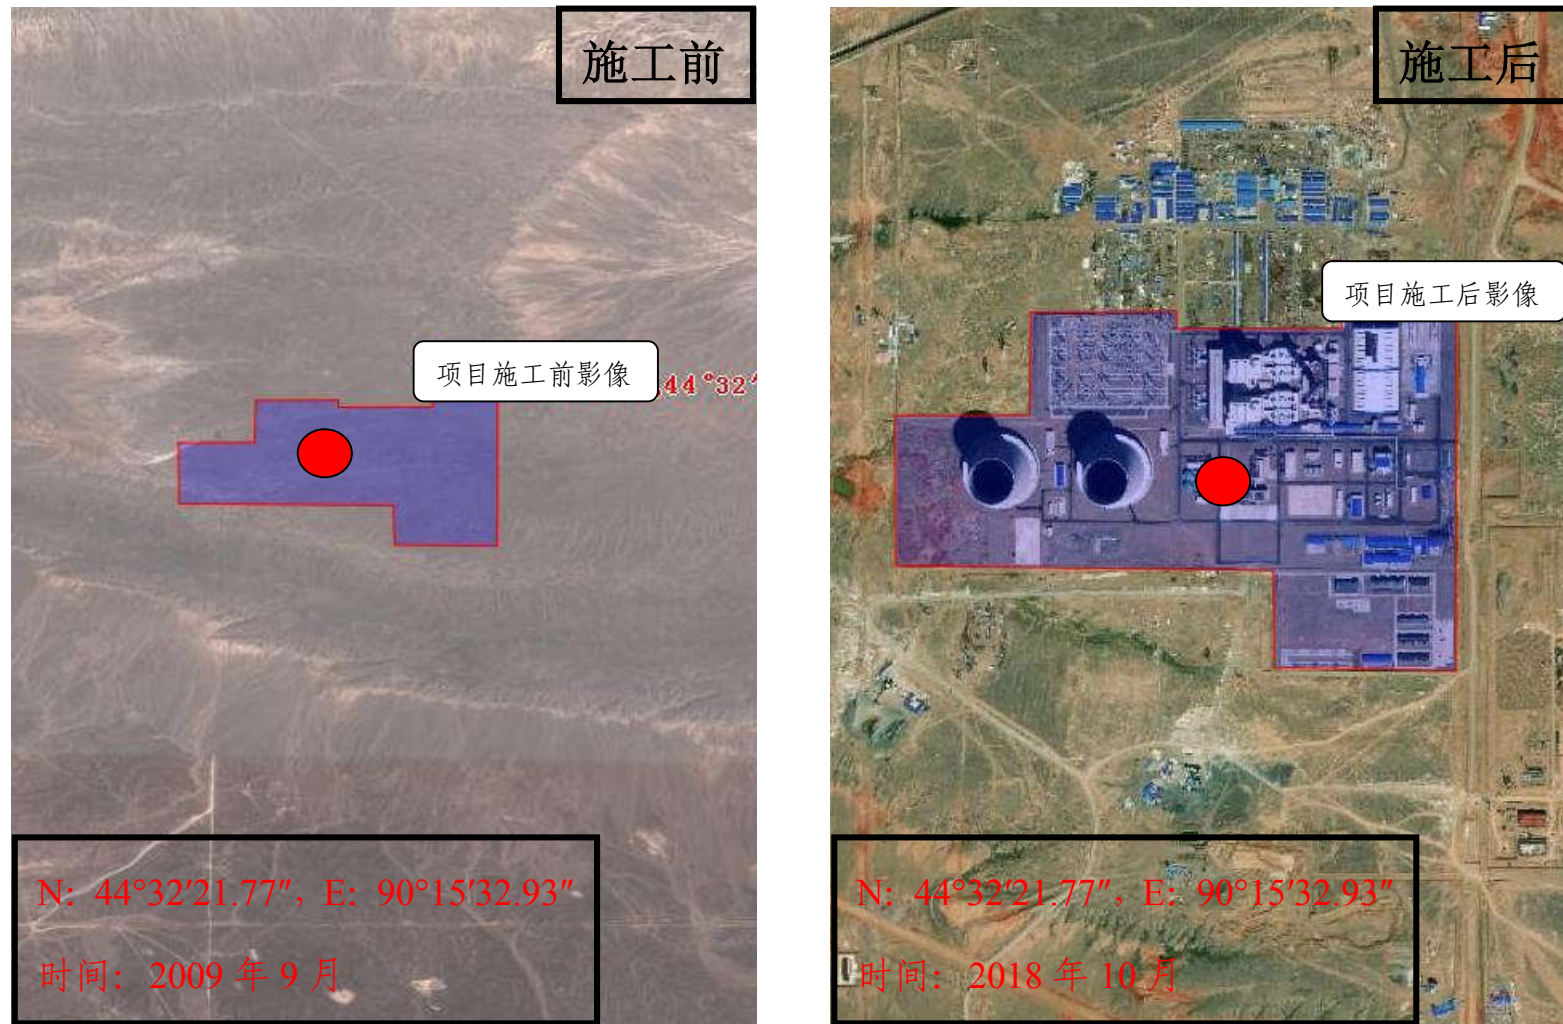 施工前
项目施工前影像
44°32′
N: 44°32′21.77″, E: 90°15′32.93″
时间: 2009 年 9 月
施工后
项目施工后影像
N: 44°32′21.77″, E: 90°15′32.93″
时间: 2018 年 10 月